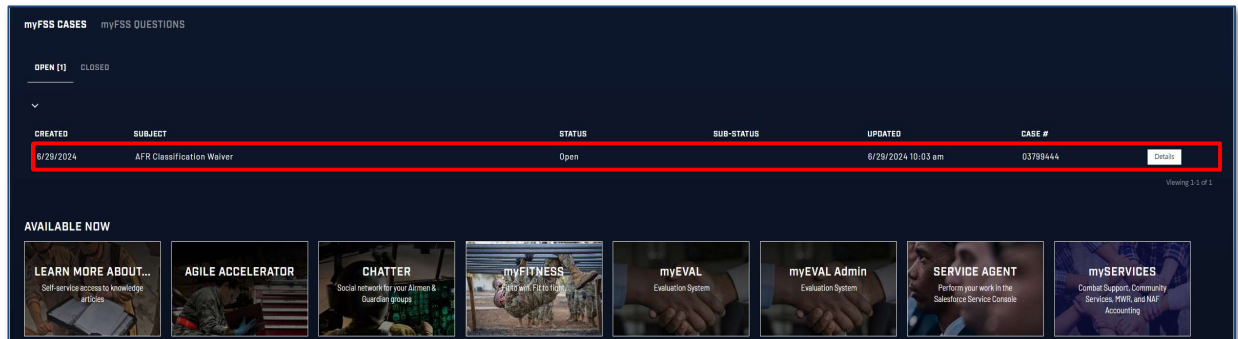 myFSS CASES myFSS QUESTIONS
OPEN [1] CLOSED
CREATED SUBJECT STATUS SUB-STATUS UPDATED CASE #
6/29/2024 AFR Classification Waiver Open 6/29/2024 10:03 am 03799444 Details
Viewing 1-1 of 1
AVAILABLE NOW
LEARN MORE ABOUT... AGILE ACCELERATOR CHATTER myFITNESS myEVAL myEVAL Admin SERVICE AGENT mySERVICES
Self-service access to knowledge Social network for your Airmen & Fit to win. Fit to fight. Evaluation System Evaluation System Perform your work in the Combat Support, Community
articles Guardian groups Salesforce Service Console Services, MWR, and NAF
Accounting